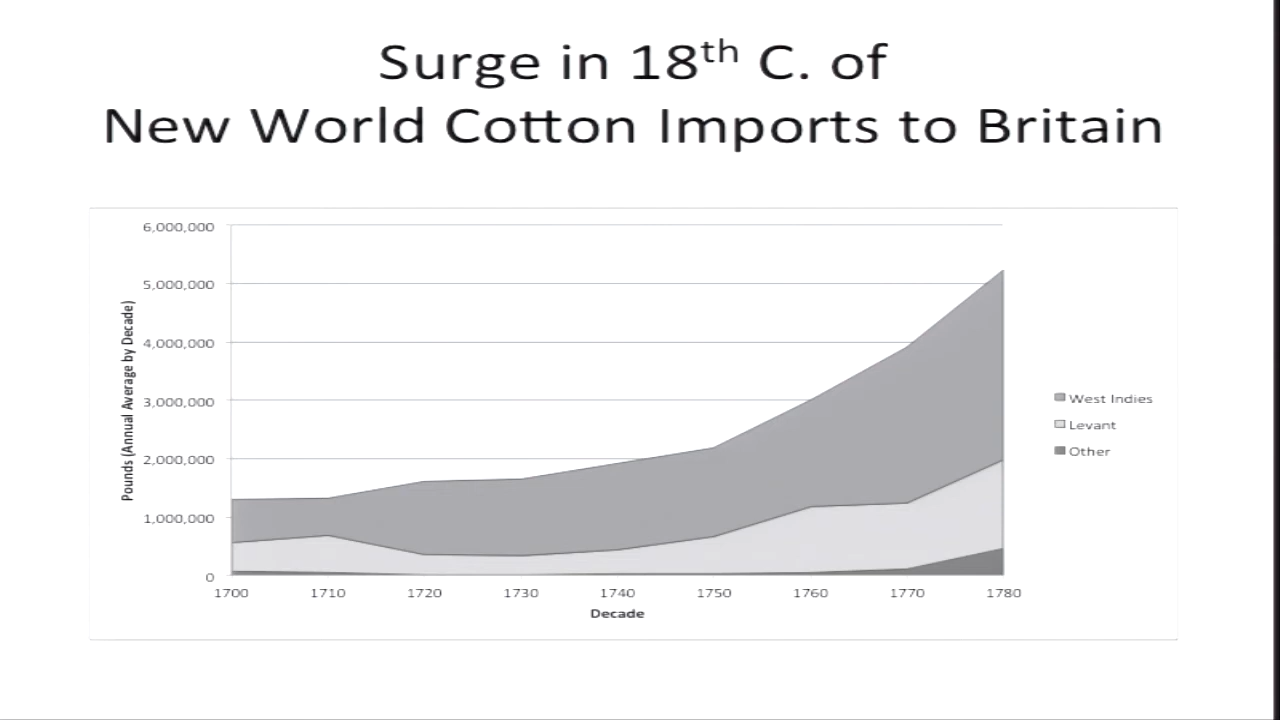 Surge in 18th C. of
New World Cotton Imports to Britain
6,000,000
5,000,000
4,000,000
3,000,000
2,000,000
1,000,000
0
Pounds (Annual Average by Decade)
1700 1710 1720 1730 1740 1750 1760 1770 1780
Decade
West Indies
Levant
Other